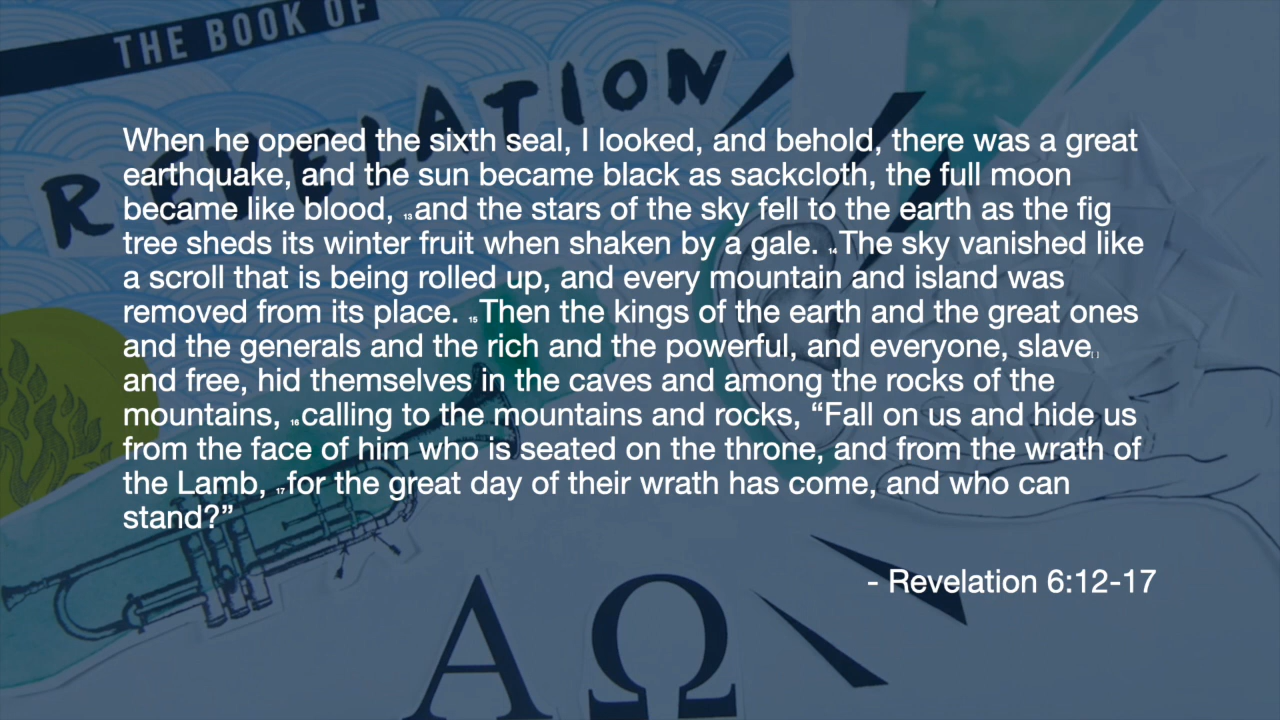 THE BOOK OF
REVELATION
When he opened the sixth seal, I looked, and behold, there was a great
earthquake, and the sun became black as sackcloth, the full moon
became like blood, 13and the stars of the sky fell to the earth as the fig
tree sheds its winter fruit when shaken by a gale. 14The sky vanished like
a scroll that is being rolled up, and every mountain and island was
removed from its place. 15Then the kings of the earth and the great ones
and the generals and the rich and the powerful, and everyone, slave[ ]
and free, hid themselves in the caves and among the rocks of the
mountains, 16calling to the mountains and rocks, “Fall on us and hide us
from the face of him who is seated on the throne, and from the wrath of
the Lamb, 17for the great day of their wrath has come, and who can
stand?”
- Revelation 6:12-17
ΑΩ